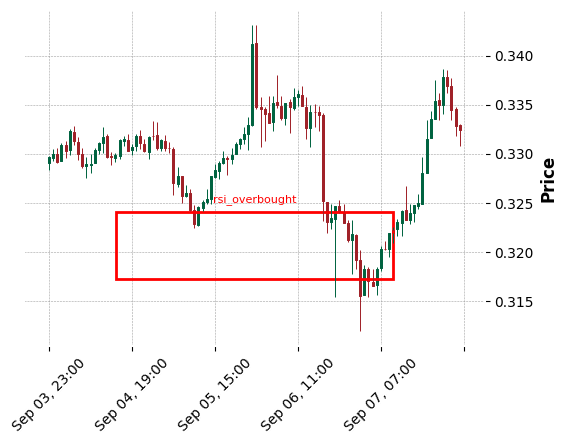 0.340
0.335
0.330
0.325
0.320
0.315
Price
rsi_overbought
Sep 03, 23:00
Sep 04, 19:00
Sep 05, 15:00
Sep 06, 11:00
Sep 07, 07:00